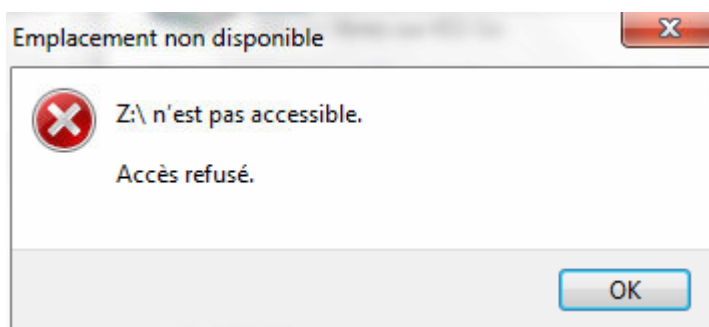 Emplacement non disponible
Z:\ n'est pas accessible.
Accès refusé.
OK